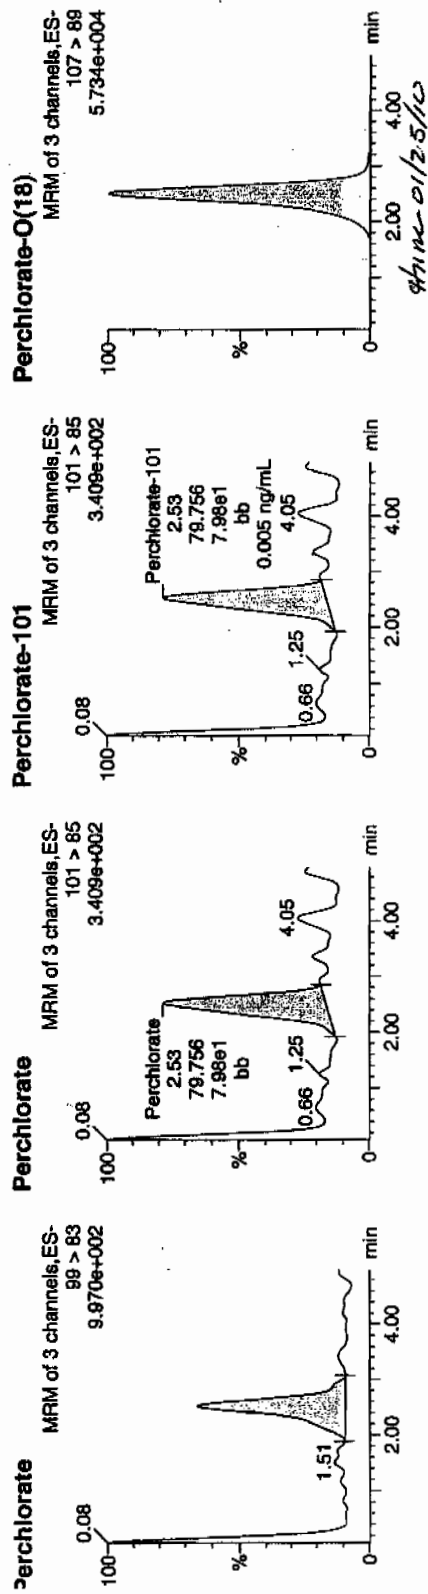 Perchlorate
MRM of 3 channels,ES-
99 > 83
9.970e+002
0.08
100
%
1.51
0
2.00
4.00
min
Perchlorate
MRM of 3 channels,ES-
101 > 85
3.409e+002
0.08
100
Perchlorate
2.53
79.756
7.98e1
bb
%
0.66
1.25
4.05
0
2.00
4.00
min
Perchlorate-101
MRM of 3 channels,ES-
101 > 85
3.409e+002
0.08
100
Perchlorate-101
2.53
79.756
7.98e1
bb
0.005 ng/mL
%
0.66
1.25
4.05
0
2.00
4.00
min
Perchlorate-O(18)
MRM of 3 channels,ES-
107 > 89
5.734e+004
100
%
0
2.00
4.00
min
01/25/10